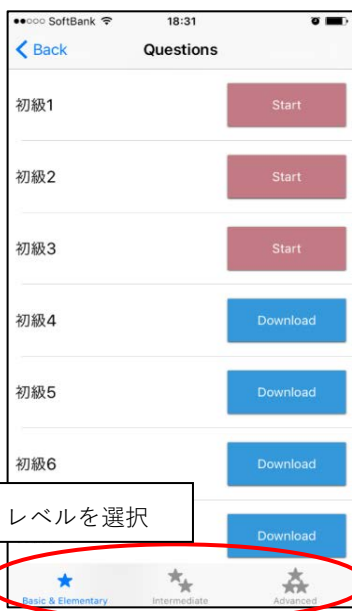 SoftBank 18:31
Back Questions
初級1 Start
初級2 Start
初級3 Start
初級4 Download
初級5 Download
初級6 Download
レベルを選択
Download
Basic & Elementary Intermediate Advanced